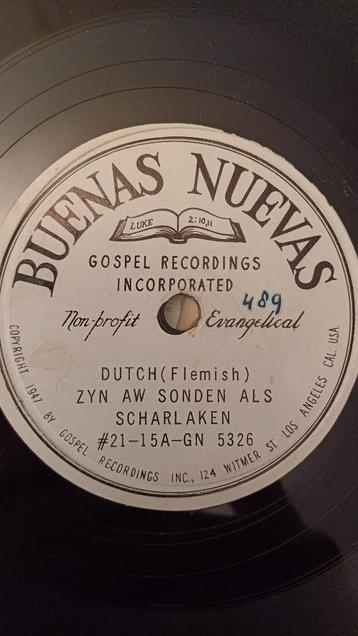 BUENAS NUEVAS
LUKE 2:10,11
GOSPEL RECORDINGS
INCORPORATED
489
Non-profit Evangelical
DUTCH (Flemish)
ZYN AW SONDEN ALS
SCHARLAKEN
#21-15A-GN 5326
COPYRIGHT 1947 BY GOSPEL RECORDINGS INC., 124 WITMER ST LOS ANGELES CAL. USA